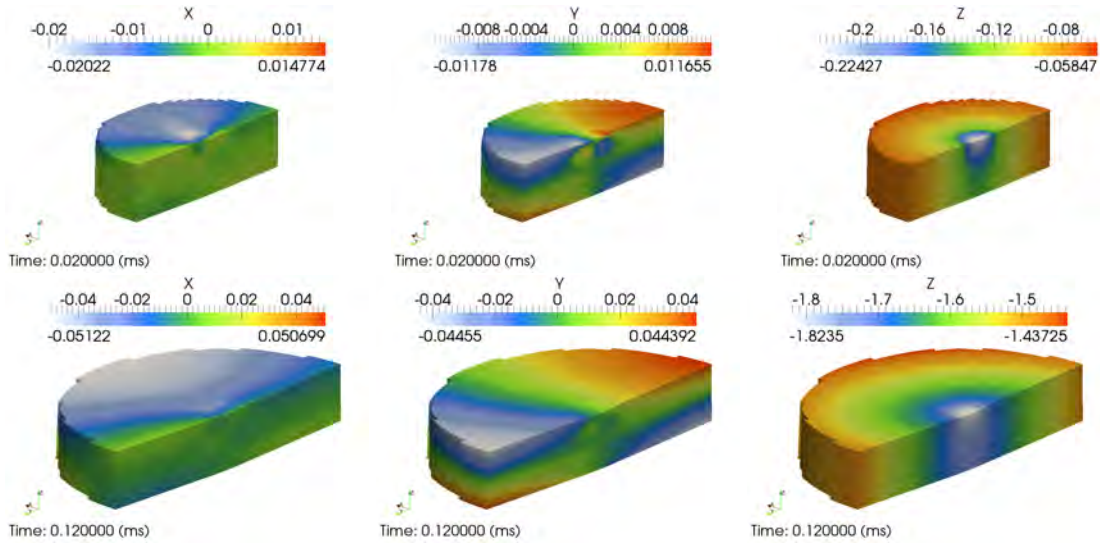 X
-0.02 -0.01 0 0.01
-0.02022 0.014774
Time: 0.020000 (ms)
Y
-0.008 -0.004 0 0.004 0.008
-0.01178 0.011655
Time: 0.020000 (ms)
Z
-0.2 -0.16 -0.12 -0.08
-0.22427 -0.05847
Time: 0.020000 (ms)
X
-0.04 -0.02 0 0.02 0.04
-0.05122 0.050699
Time: 0.120000 (ms)
Y
-0.04 -0.02 0 0.02 0.04
-0.04455 0.044392
Time: 0.120000 (ms)
Z
-1.8 -1.7 -1.6 -1.5
-1.8235 -1.43725
Time: 0.120000 (ms)